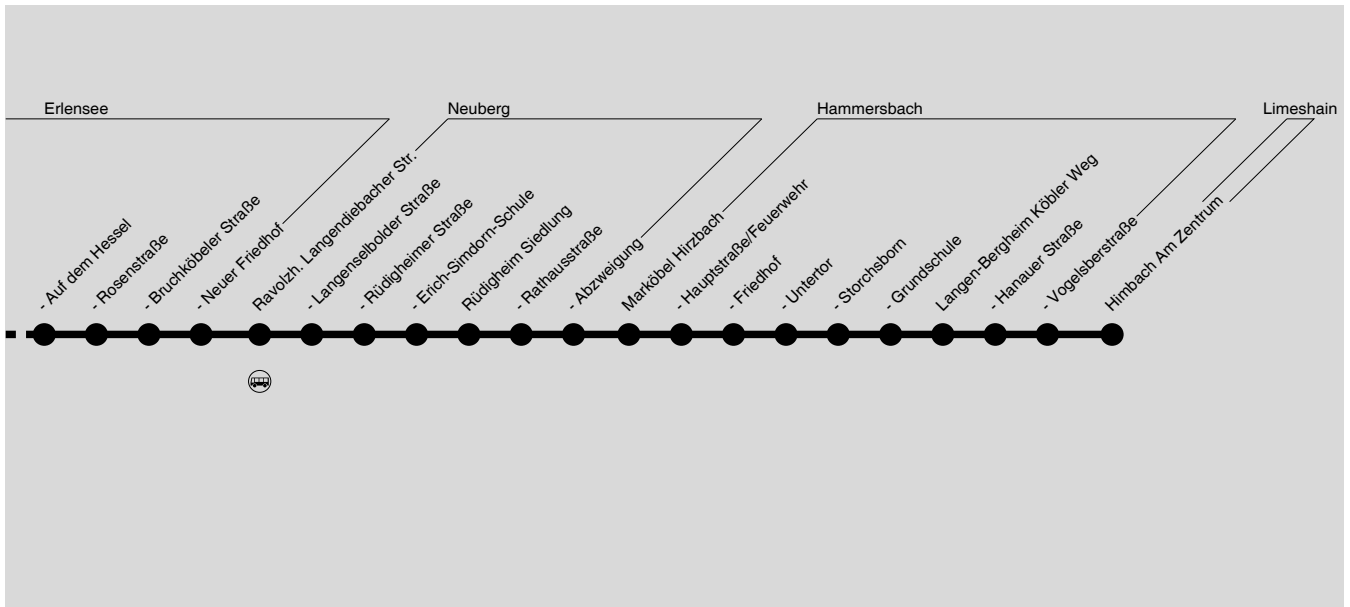 Erlensee
Neuberg
Hammersbach
Limeshain
- Auf dem Hessel
- Rosenstraße
- Bruchköbeler Straße
- Neuer Friedhof
Ravolzh. Langendiebacher Str.
- Langenselbolder Straße
- Rüdigheimer Straße
- Erich-Simdorn-Schule
Rüdigheim Siedlung
- Rathausstraße
- Abzweigung
Marköbel Hirzbach
- Hauptstraße/Feuerwehr
- Friedhof
- Untertor
- Storchsborn
- Grundschule
Langen-Bergheim Köbler Weg
- Hanauer Straße
- Vogelsberstraße
Himbach Am Zentrum